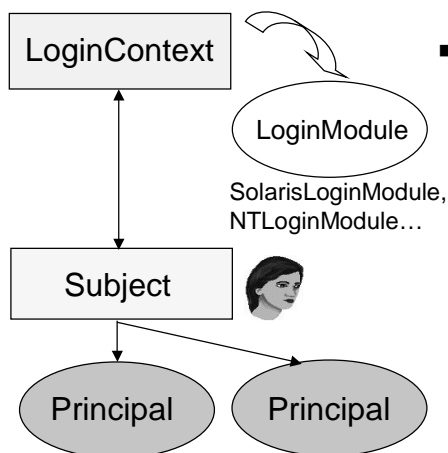 LoginContext
LoginModule
SolarisLoginModule,
NTLoginModule…
Subject
Principal
Principal